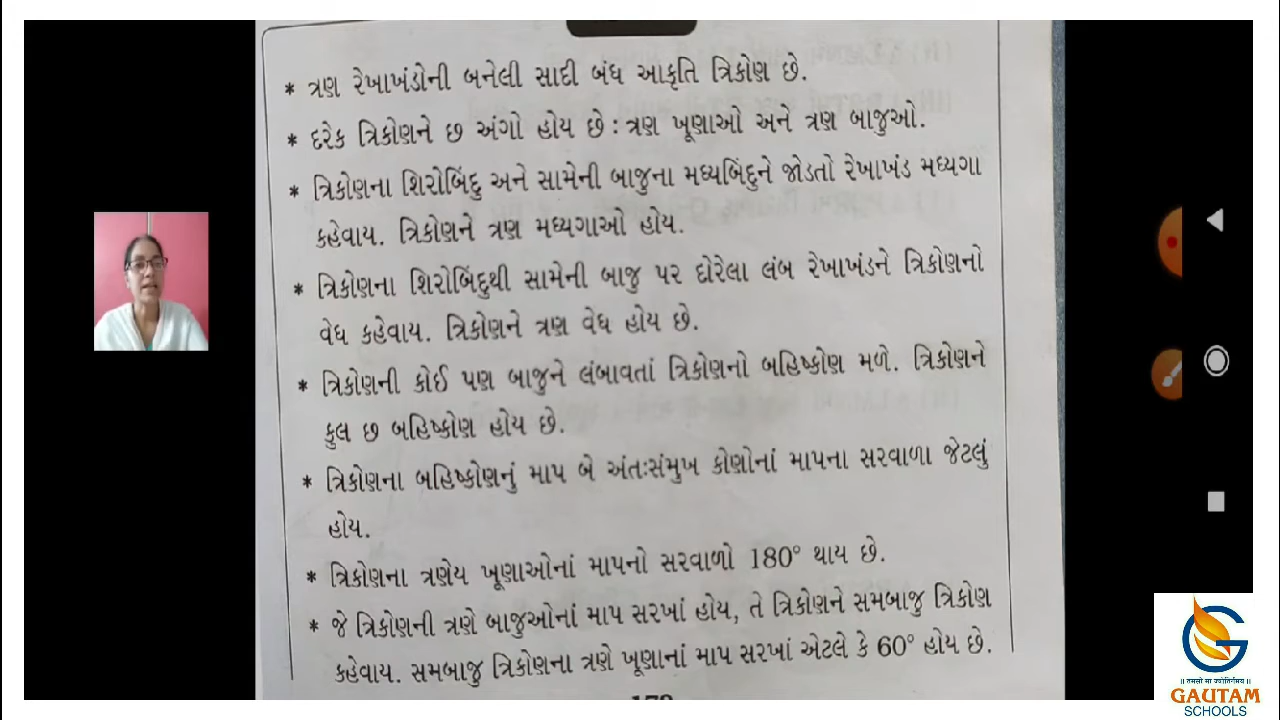 * ત્રણ રેખાખંડોની બનેલી સાદી બંધ આકૃતિ ત્રિકોણ છે.
* દરેક ત્રિકોણને છ અંગો હોય છે : ત્રણ ખૂણાઓ અને ત્રણ બાજુઓ.
* ત્રિકોણના શિરોબિંદુ અને સામેની બાજુના મધ્યબિંદુને જોડતો રેખાખંડ મધ્યગા
કહેવાય. ત્રિકોણને ત્રણ મધ્યગાઓ હોય.
* ત્રિકોણના શિરોબિંદુથી સામેની બાજુ પર દોરેલા લંબ રેખાખંડને ત્રિકોણનો
વેધ કહેવાય. ત્રિકોણને ત્રણ વેધ હોય છે.
* ત્રિકોણની કોઈ પણ બાજુને લંબાવતાં ત્રિકોણનો બહિષ્કોણ મળે. ત્રિકોણને
કુલ છ બહિષ્કોણ હોય છે.
* ત્રિકોણના બહિષ્કોણનું માપ બે અંતઃસંમુખ કોણોનાં માપના સરવાળા જેટલું
હોય.
* ત્રિકોણના ત્રણેય ખૂણાઓનાં માપનો સરવાળો 180° થાય છે.
* જે ત્રિકોણની ત્રણે બાજુઓનાં માપ સરખાં હોય, તે ત્રિકોણને સમબાજુ ત્રિકોણ
કહેવાય. સમબાજુ ત્રિકોણના ત્રણે ખૂણાનાં માપ સરખાં એટલે કે 60° હોય છે.
॥ तमसो मा ज्योतिर्गमय ॥
GAUTAM
SCHOOLS